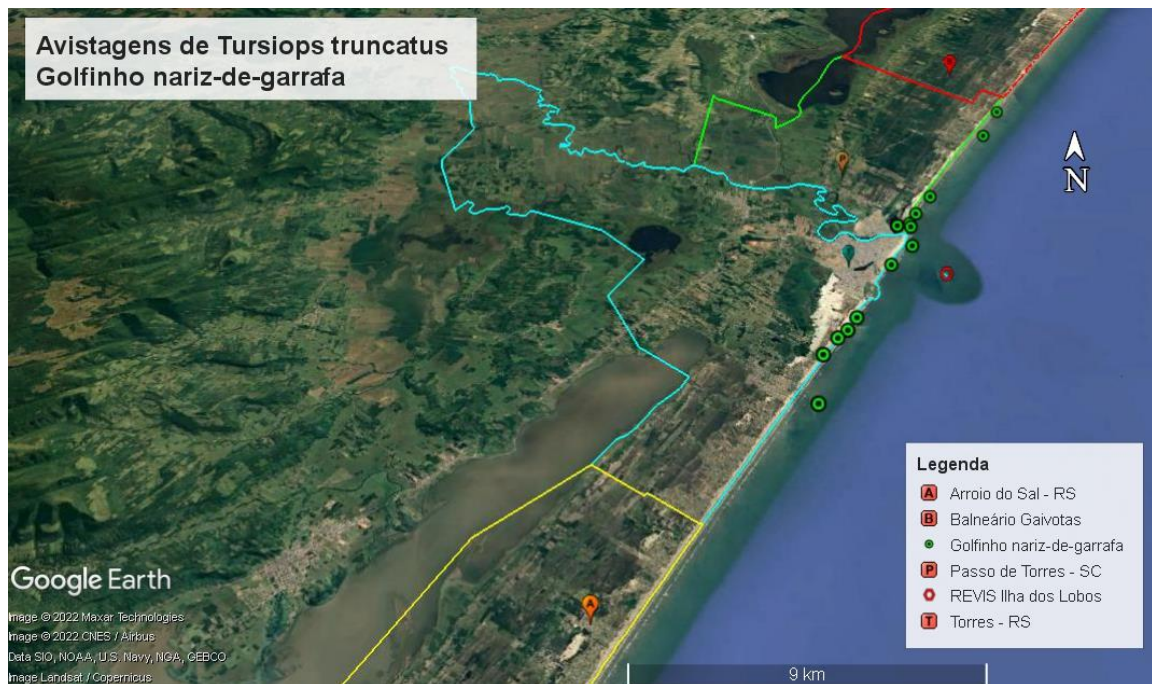 Avistagens de Tursiops truncatus
Golfinho nariz-de-garrafa
B
P
N
A
Legenda
A Arroio do Sal - RS
B Balneário Gaivotas
Golfinho nariz-de-garrafa
P Passo de Torres - SC
REVIS Ilha dos Lobos
T Torres - RS
Google Earth
Image © 2022 Maxar Technologies
Image © 2022 CNES / Airbus
Data SIO, NOAA, U.S. Navy, NGA, GEBCO
Image Landsat / Copernicus
9 km